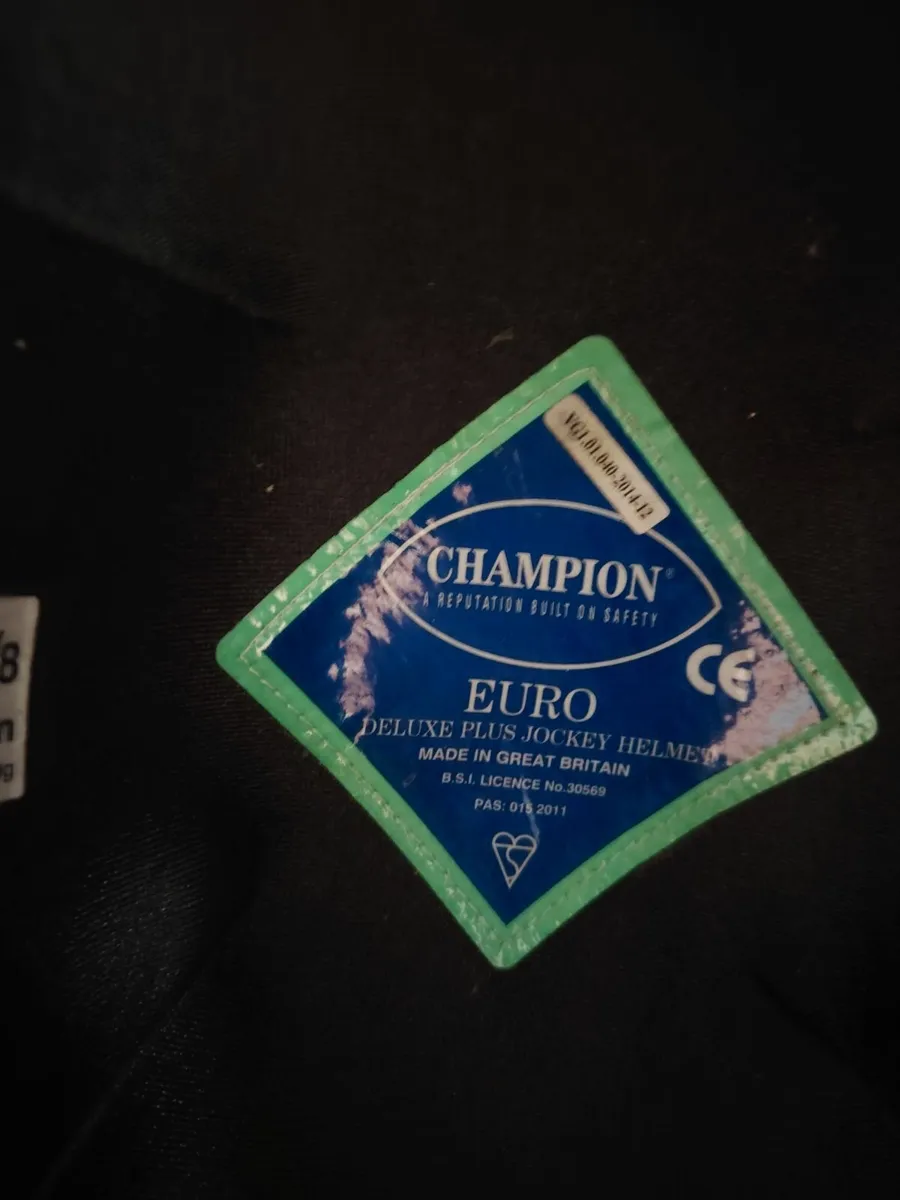 VG1.01.040-2014-12
CHAMPION®
A REPUTATION BUILT ON SAFETY
CE
EURO
DELUXE PLUS JOCKEY HELMET
MADE IN GREAT BRITAIN
B.S.I. LICENCE No.30569
PAS: 015 2011
8
n
g